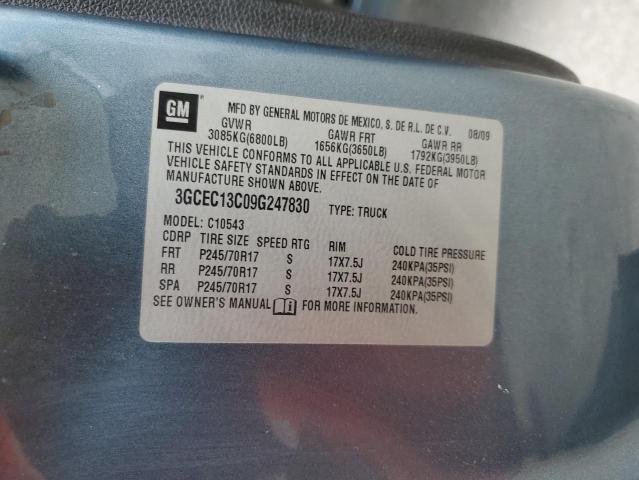 GM
MFD BY GENERAL MOTORS DE MEXICO, S. DE R.L. DE C.V. 08/09
GVWR GAWR FRT GAWR RR
3085KG(6800LB) 1656KG(3650LB) 1792KG(3950LB)
THIS VEHICLE CONFORMS TO ALL APPLICABLE U.S. FEDERAL MOTOR
VEHICLE SAFETY STANDARDS IN EFFECT ON THE DATE OF
MANUFACTURE SHOWN ABOVE.
3GCEC13C09G247830 TYPE: TRUCK
MODEL: C10543
CDRP TIRE SIZE SPEED RTG RIM COLD TIRE PRESSURE
FRT P245/70R17 S 17X7.5J 240KPA(35PSI)
RR P245/70R17 S 17X7.5J 240KPA(35PSI)
SPA P245/70R17 S 17X7.5J 240KPA(35PSI)
SEE OWNER'S MANUAL FOR MORE INFORMATION.